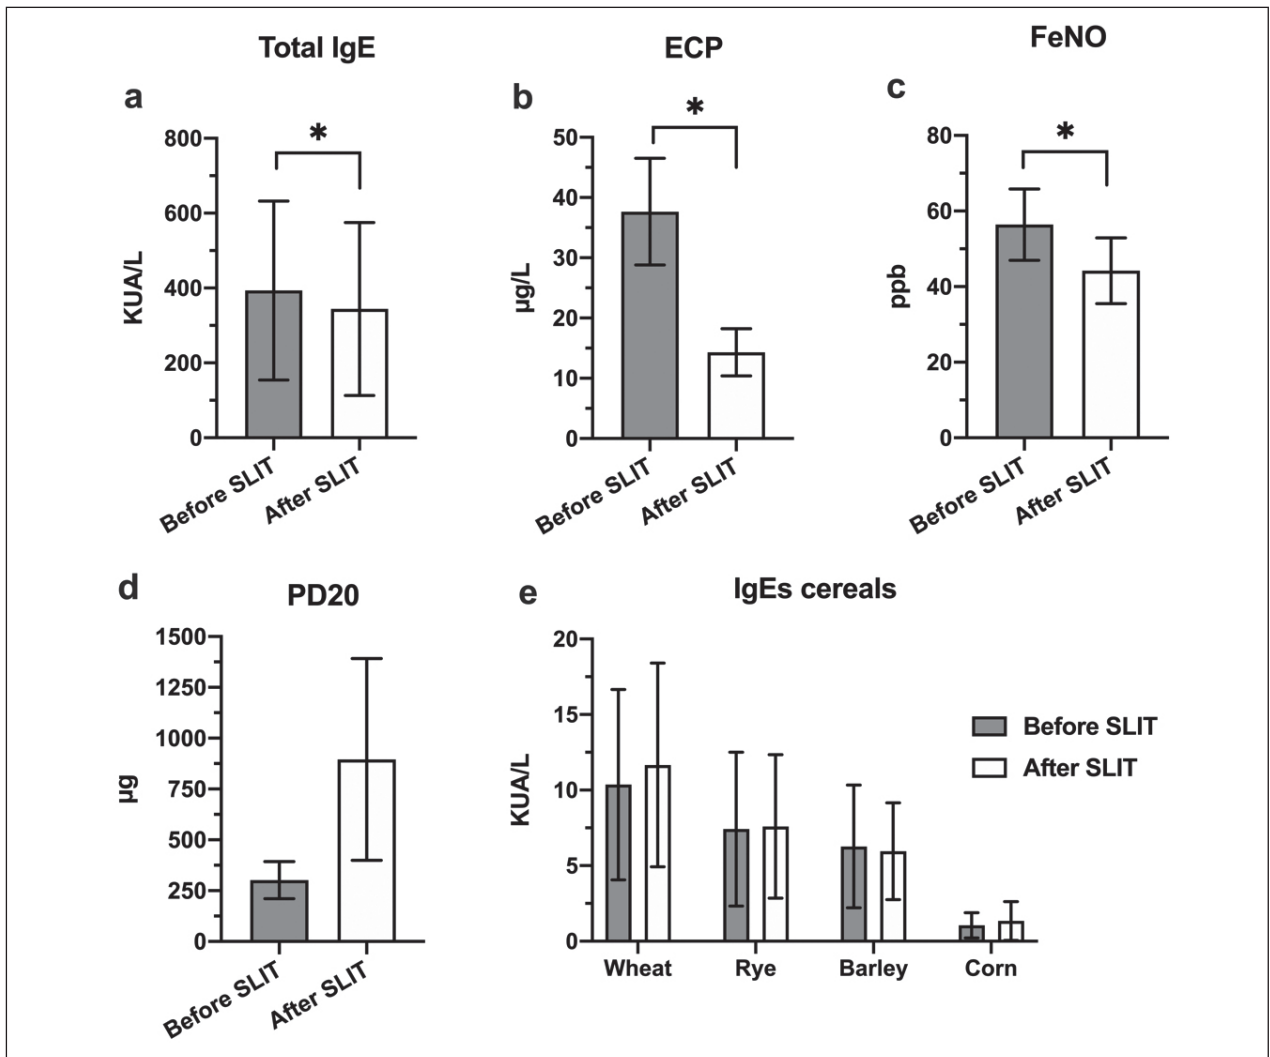 Total IgE
a
*
800
600
400
200
0
KUA/L
Before SLIT
After SLIT
ECP
b
*
50
40
30
20
10
0
µg/L
Before SLIT
After SLIT
FeNO
c
*
80
60
40
20
0
ppb
Before SLIT
After SLIT
d
PD20
1500
1250
1000
750
500
250
0
µg
Before SLIT
After SLIT
e
IgEs cereals
20
15
10
5
0
KUA/L
Wheat
Rye
Barley
Corn
Before SLIT
After SLIT